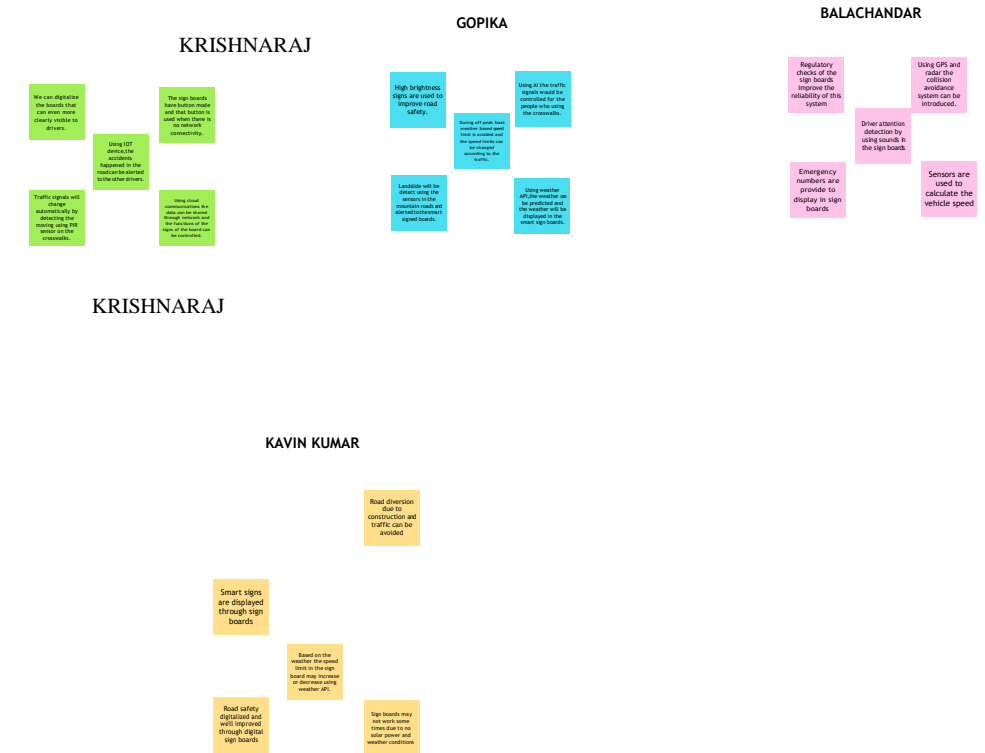 BALACHANDAR
GOPIKA
KRISHNARAJ
We can digitalize
the boards that
can even more
clearly visible to
drivers.
The sign boards
have button mode
and that button is
used when there is
no network
connectivity.
Using IOT
device,the
accidents
happened in the
road can be alerted
to the other drivers.
Traffic signals will
change
automatically by
detecting the
moving using PIR
sensor on the
crosswalks.
Using cloud
communications the
data can be shared
through network and
the functions of the
signs of the board can
be controlled.
High brightness
signs are used to
improve road
safety.
Using AI the traffic
signals would be
controlled for the
people who using
the crosswalks.
During off peak hours
weather based speed
limit is avoided and
the speed limits can
be changed
according to the
traffic.
Landslide will be
detect using the
sensors in the
mountain roads and
alerted to the smart
signed boards.
Using weather
API,the weather can
be predicted and
the weather will be
displayed in the
smart sign boards.
Regulatory
checks of the
sign boards
improve the
reliability of this
system
Using GPS and
radar the
collision
avoidance
system can be
introduced.
Driver attention
detection by
using sounds in
the sign boards
Emergency
numbers are
provide to
display in sign
boards
Sensors are
used to
calculate the
vehicle speed
KRISHNARAJ
KAVIN KUMAR
Road diversion
due to
construction and
traffic can be
avoided
Smart signs
are displayed
through sign
boards
Based on the
weather the speed
limit in the sign
board may increase
or decrease using
weather API.
Road safety
digitalized and
well improved
through digital
sign boards
Sign boards may
not work some
times due to no
solar power and
weather conditions